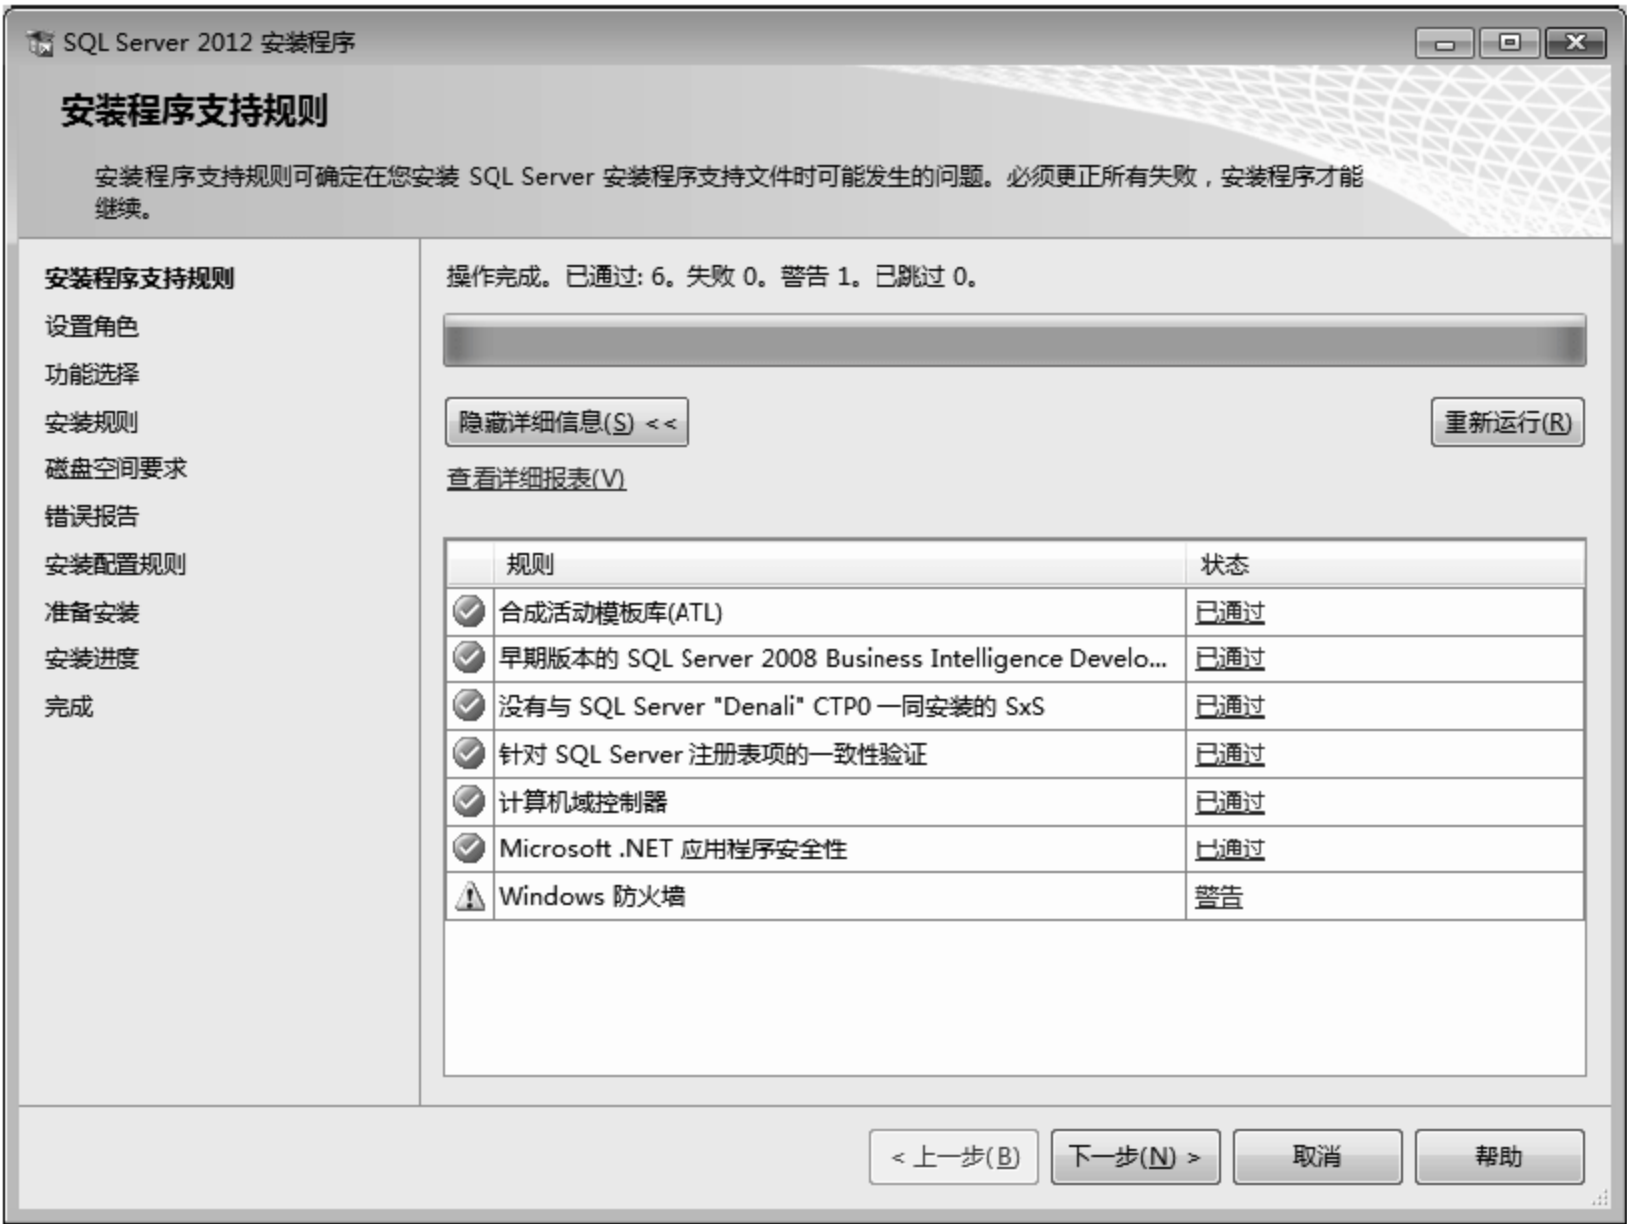 SQL Server 2012 安装程序
安装程序支持规则
安装程序支持规则可确定在您安装 SQL Server 安装程序支持文件时可能发生的问题。必须更正所有失败，安装程序才能
继续。
安装程序支持规则
设置角色
功能选择
安装规则
磁盘空间要求
错误报告
安装配置规则
准备安装
安装进度
完成
操作完成。已通过: 6。失败 0。警告 1。已跳过 0。
隐藏详细信息(S) <<
重新运行(R)
查看详细报表(V)
规则 状态
合成活动模板库(ATL) 已通过
早期版本的 SQL Server 2008 Business Intelligence Develo... 已通过
没有与 SQL Server "Denali" CTP0 一同安装的 SxS 已通过
针对 SQL Server 注册表项的一致性验证 已通过
计算机域控制器 已通过
Microsoft .NET 应用程序安全性 已通过
Windows 防火墙 警告
< 上一步(B) 下一步(N) > 取消 帮助